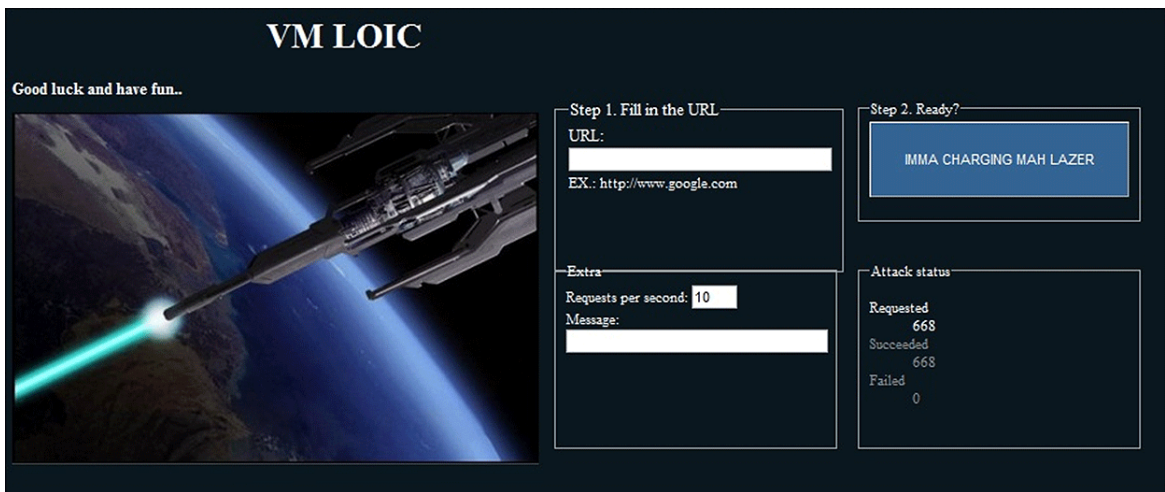 VM LOIC
Good luck and have fun..
Step 1. Fill in the URL
URL:
EX.: http://www.google.com
Step 2. Ready?
IMMA CHARGING MAH LAZER
Extra
Requests per second: 10
Message:
Attack status
Requested
668
Succeeded
668
Failed
0